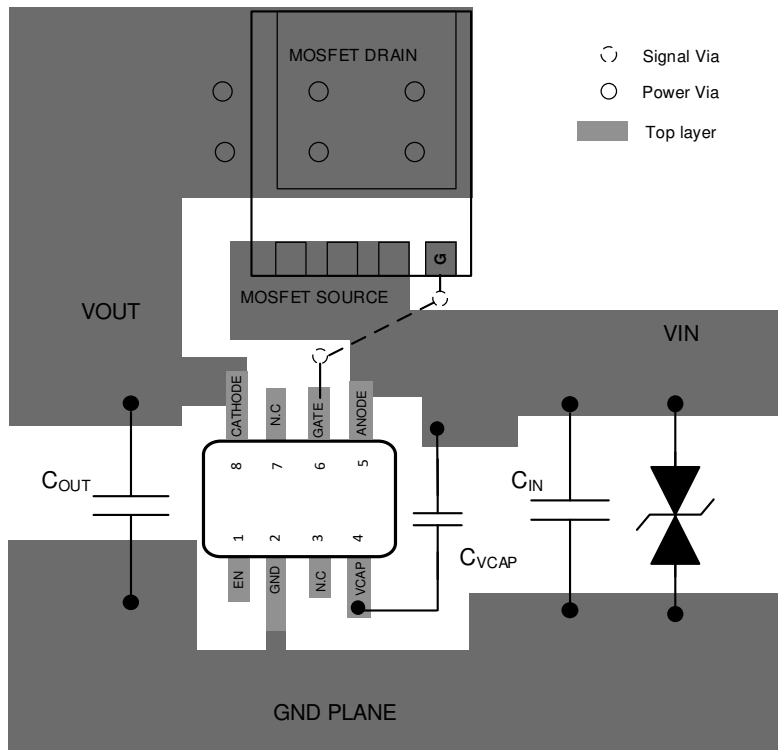 MOSFET DRAIN
Signal Via
Power Via
Top layer
G
MOSFET SOURCE
VOUT
VIN
CATHODE
N.C
GATE
ANODE
8
7
6
5
COUT
CIN
1
2
3
4
CVCAP
EN
GND
N.C
VCAP
GND PLANE